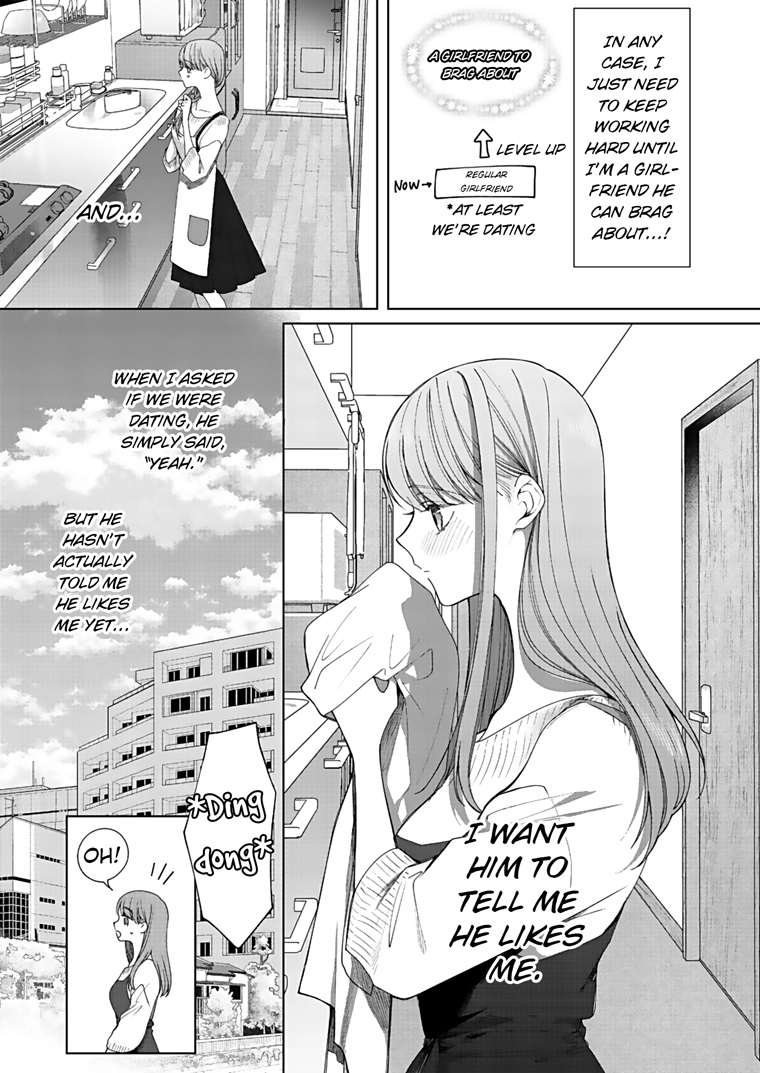 IN ANY
CASE, I
JUST NEED
TO KEEP
WORKING
HARD UNTIL
I'M A GIRL-
FRIEND HE
CAN BRAG
ABOUT...!
A GIRLFRIEND TO
BRAG ABOUT
LEVEL UP
NOW→
REGULAR
GIRLFRIEND
*AT LEAST
WE'RE DATING
AND...
I WANT
HIM TO
TELL ME
HE LIKES
ME.
WHEN I ASKED
IF WE WERE
DATING, HE
SIMPLY SAID,
"YEAH."
BUT HE
HASN'T
ACTUALLY
TOLD ME
HE LIKES
ME YET...
*Ding
dong*
OH!